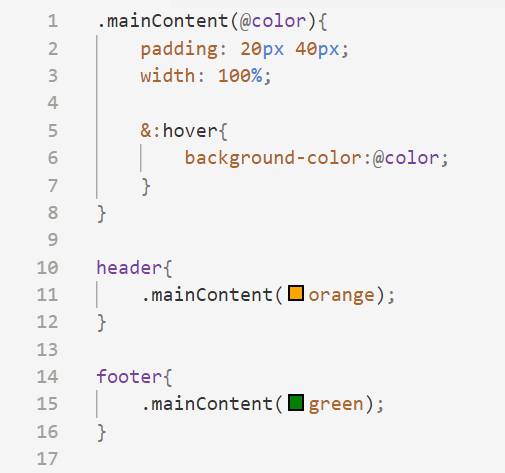 1 .mainContent(@color){
2     padding: 20px 40px;
3     width: 100%;
4
5     &:hover{
6         background-color:@color;
7     }
8 }
9
10 header{
11     .mainContent(orange);
12 }
13
14 footer{
15     .mainContent(green);
16 }
17